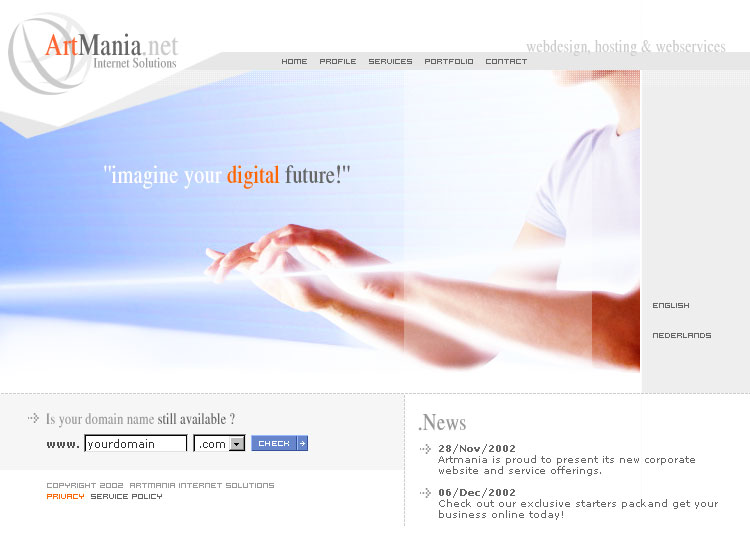 ArtMania.net
Internet Solutions
webdesign, hosting & webservices
HOME PROFILE SERVICES PORTFOLIO CONTACT
"imagine your digital future!"
ENGLISH
NEDERLANDS
Is your domain name still available ?
www. yourdomain .com CHECK
COPYRIGHT 2002 ARTMANIA INTERNET SOLUTIONS
PRIVACY SERVICE POLICY
.News
28/Nov/2002
Artmania is proud to present its new corporate
website and service offerings.
06/Dec/2002
Check out our exclusive starters packand get your
business online today!